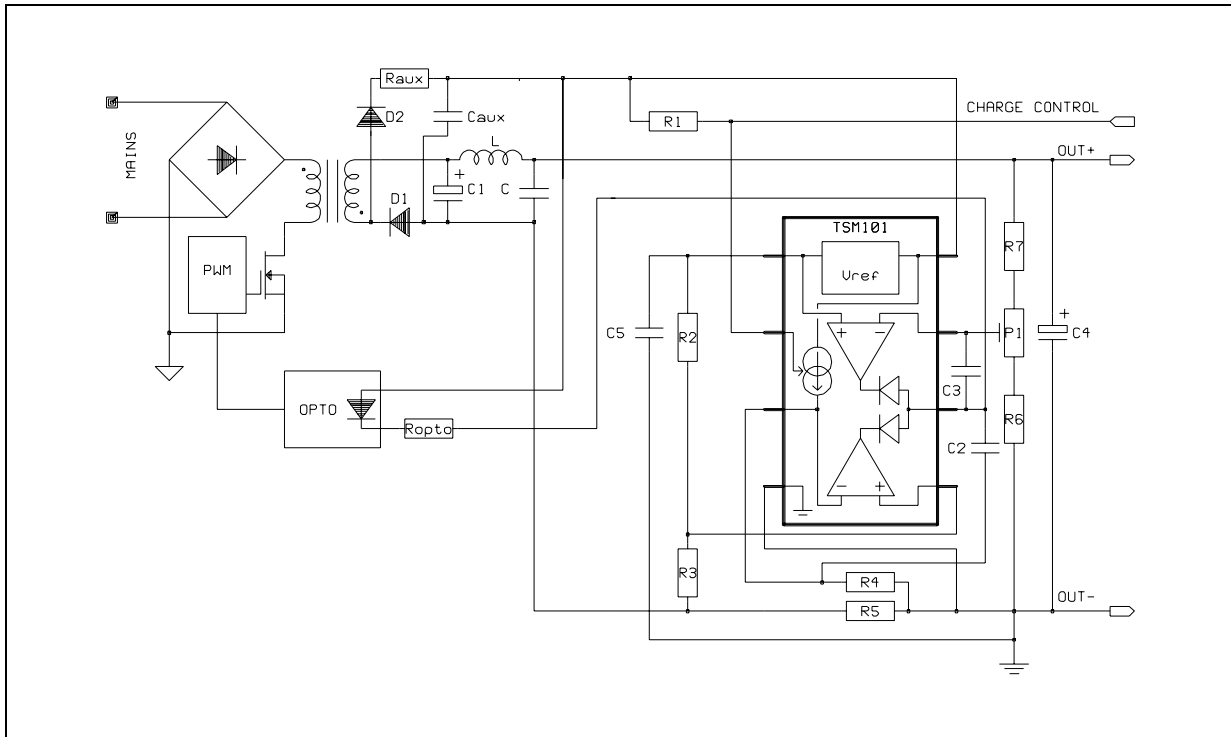 Raux
D2
Caux
R1
CHARGE CONTROL
MAINS
L
OUT+
C1
C
D1
TSM101
R7
PWM
Vref
C5
R2
+
−
P1
+
C4
+
OPTO
C3
Ropto
R6
C2
−
+
R3
R4
R5
OUT-